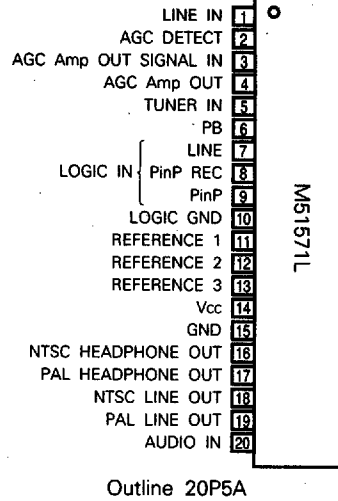 LINE IN 1
AGC DETECT 2
AGC Amp OUT SIGNAL IN 3
AGC Amp OUT 4
TUNER IN 5
PB 6
LINE 7
LOGIC IN PinP REC 8
PinP 9
LOGIC GND 10
REFERENCE 1 11
REFERENCE 2 12
REFERENCE 3 13
Vcc 14
GND 15
NTSC HEADPHONE OUT 16
PAL HEADPHONE OUT 17
NTSC LINE OUT 18
PAL LINE OUT 19
AUDIO IN 20
M51571L
Outline 20P5A